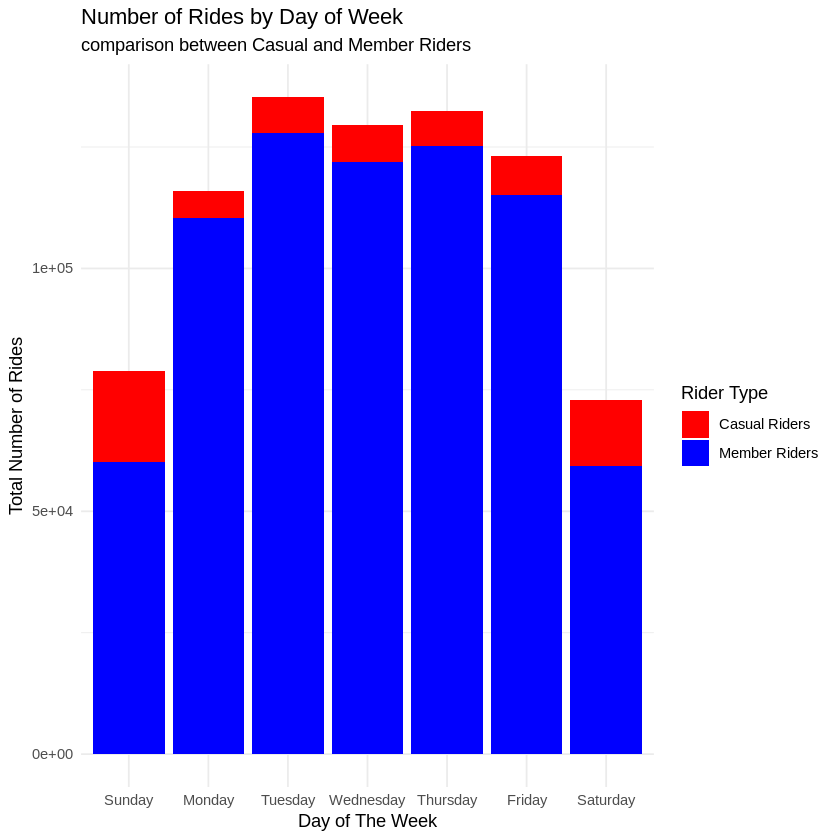 Number of Rides by Day of Week
comparison between Casual and Member Riders
Total Number of Rides
1e+05
5e+04
0e+00
Sunday Monday Tuesday Wednesday Thursday Friday Saturday
Day of The Week
Rider Type
Casual Riders
Member Riders